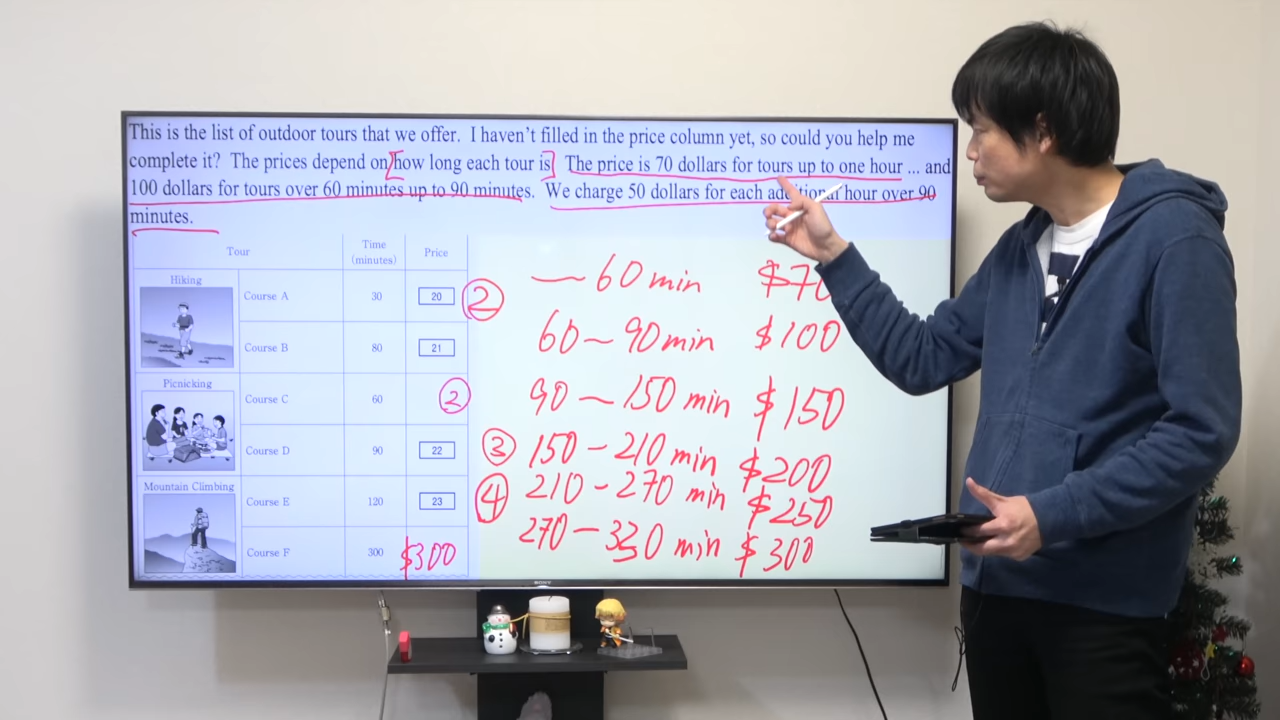 This is the list of outdoor tours that we offer. I haven't filled in the price column yet, so could you help me
complete it? The prices depend on [how long each tour is] The price is 70 dollars for tours up to one hour ... and
100 dollars for tours over 60 minutes up to 90 minutes. We charge 50 dollars for each additional hour over 90
minutes.
Tour Time (minutes) Price
Hiking
Course A 30 20 ②
Course B 80 21
Picnicking
Course C 60 ②
Course D 90 22
Mountain Climbing
Course E 120 23
Course F 300 $300
— 60 min $70
60 ~ 90 min $100
90 ~ 150 min $150
③ 150 - 210 min $200
④ 210 - 270 min $250
270 - 330 min $300
SONY